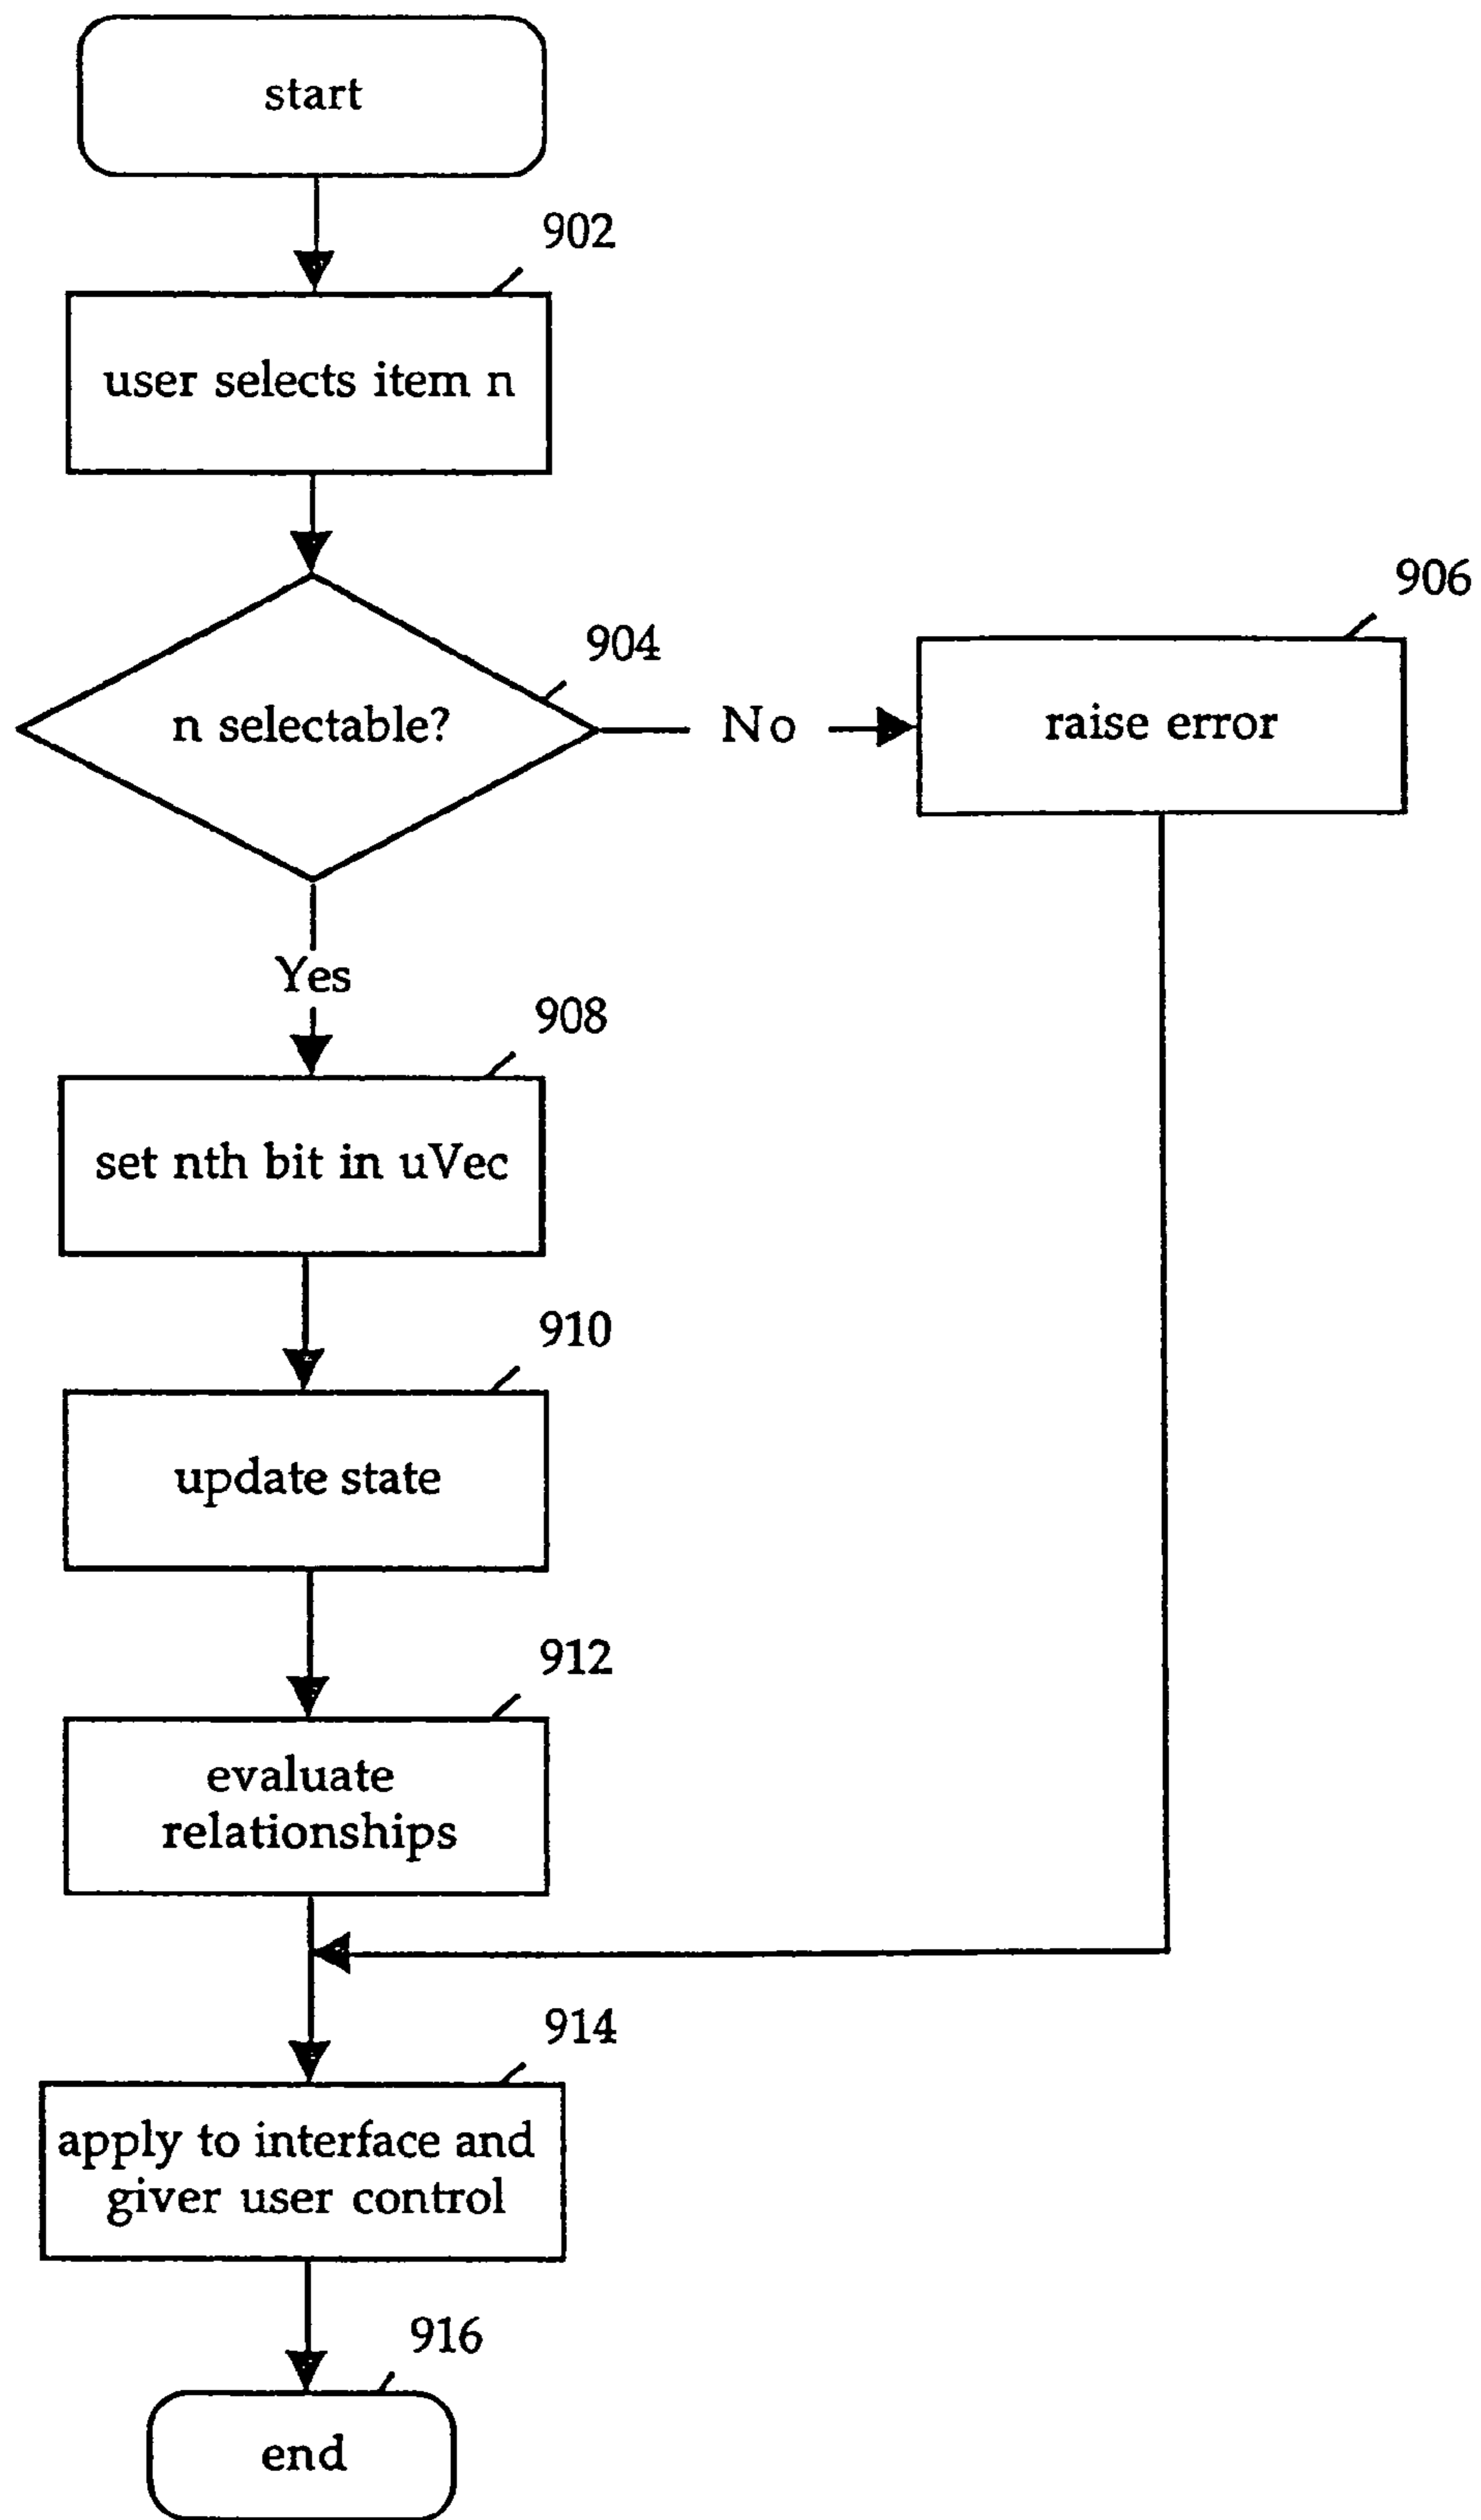 start
902
user selects item n
904
n selectable?
No
906
raise error
Yes
908
set nth bit in uVec
910
update state
912
evaluate
relationships
914
apply to interface and
giver user control
916
end